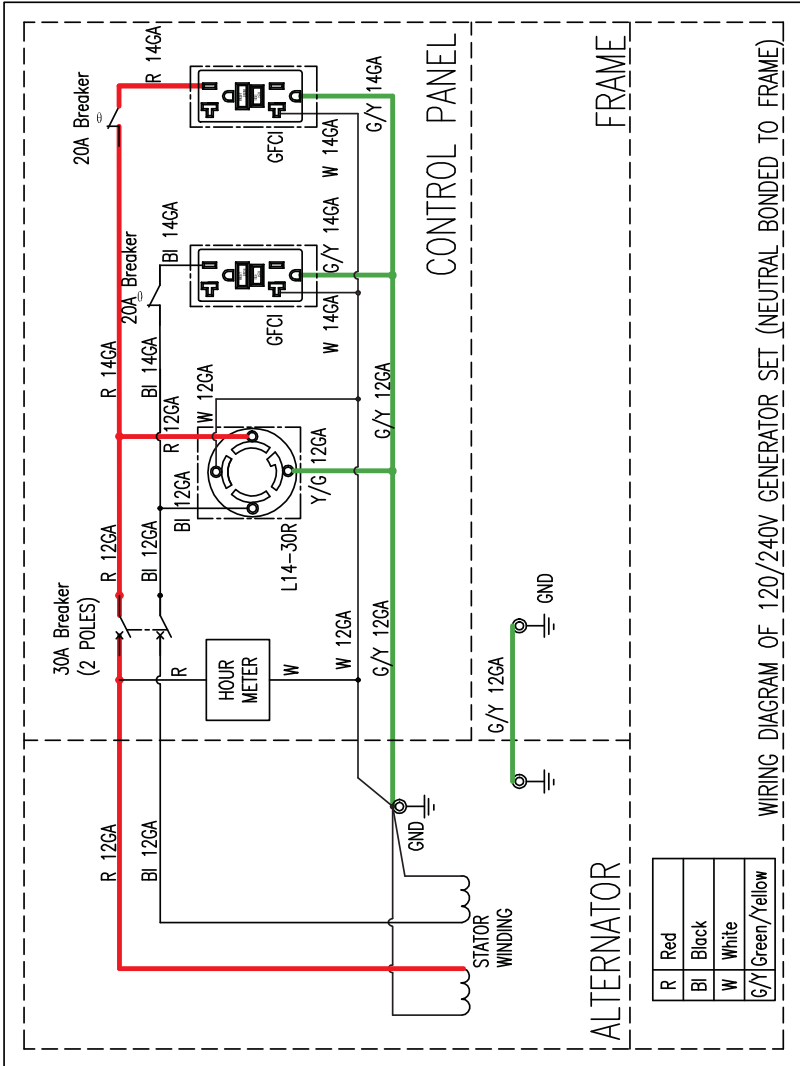 20A Breaker
R 14GA
GFCI
W 14GA
G/Y 14GA
CONTROL PANEL
FRAME
20A Breaker
Bl 14GA
GFCI
W 14GA
G/Y 14GA
R 14GA
Bl 14GA
R 12GA
W 12GA
Bl 12GA
Y/G 12GA
G/Y 12GA
L14-30R
30A Breaker
(2 POLES)
R 12GA
Bl 12GA
R
HOUR
METER
W
W 12GA
G/Y 12GA
G/Y 12GA
GND
R 12GA
Bl 12GA
GND
STATOR
WINDING
ALTERNATOR
R Red
Bl Black
W White
G/Y Green/Yellow
WIRING DIAGRAM OF 120/240V GENERATOR SET (NEUTRAL BONDED TO FRAME)